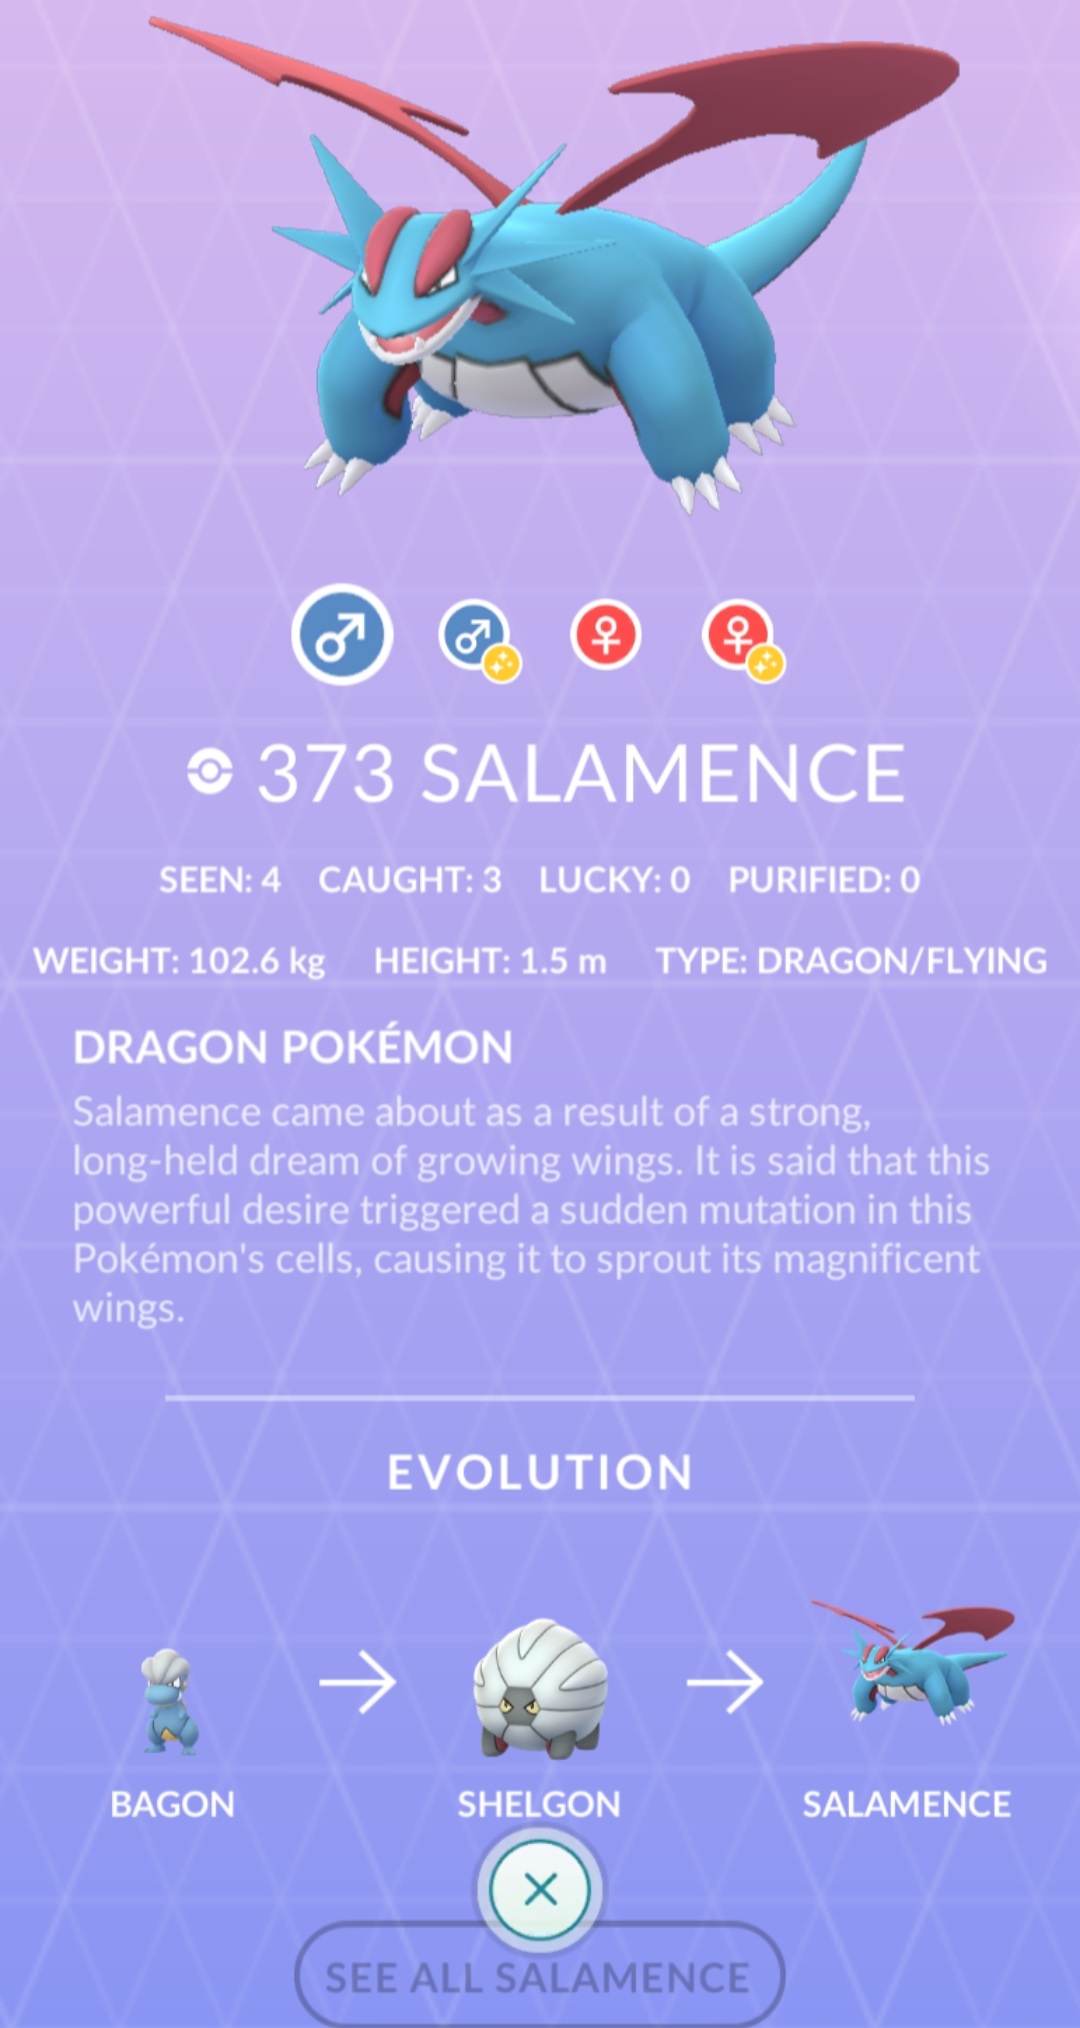 373 SALAMENCE
SEEN: 4 CAUGHT: 3 LUCKY: 0 PURIFIED: 0
WEIGHT: 102.6 kg HEIGHT: 1.5 m TYPE: DRAGON/FLYING
DRAGON POKÉMON
Salamence came about as a result of a strong,
long-held dream of growing wings. It is said that this
powerful desire triggered a sudden mutation in this
Pokémon's cells, causing it to sprout its magnificent
wings.
EVOLUTION
BAGON SHELGON SALAMENCE
SEE ALL SALAMENCE